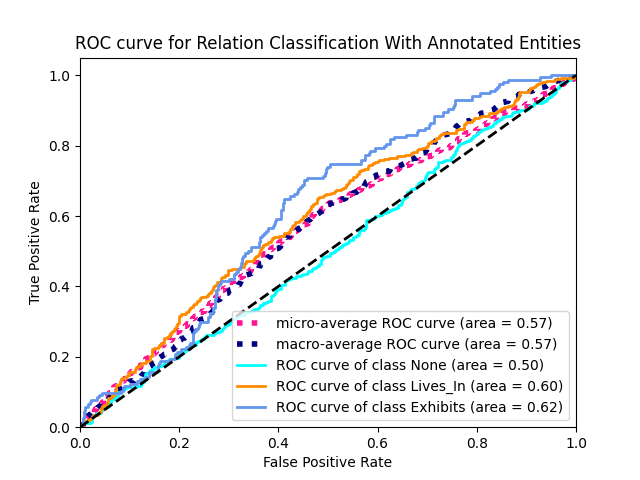 ROC curve for Relation Classification With Annotated Entities
1.0
0.8
0.6
0.4
0.2
0.0
True Positive Rate
micro-average ROC curve (area = 0.57)
macro-average ROC curve (area = 0.57)
ROC curve of class None (area = 0.50)
ROC curve of class Lives_In (area = 0.60)
ROC curve of class Exhibits (area = 0.62)
0.0 0.2 0.4 0.6 0.8 1.0
False Positive Rate